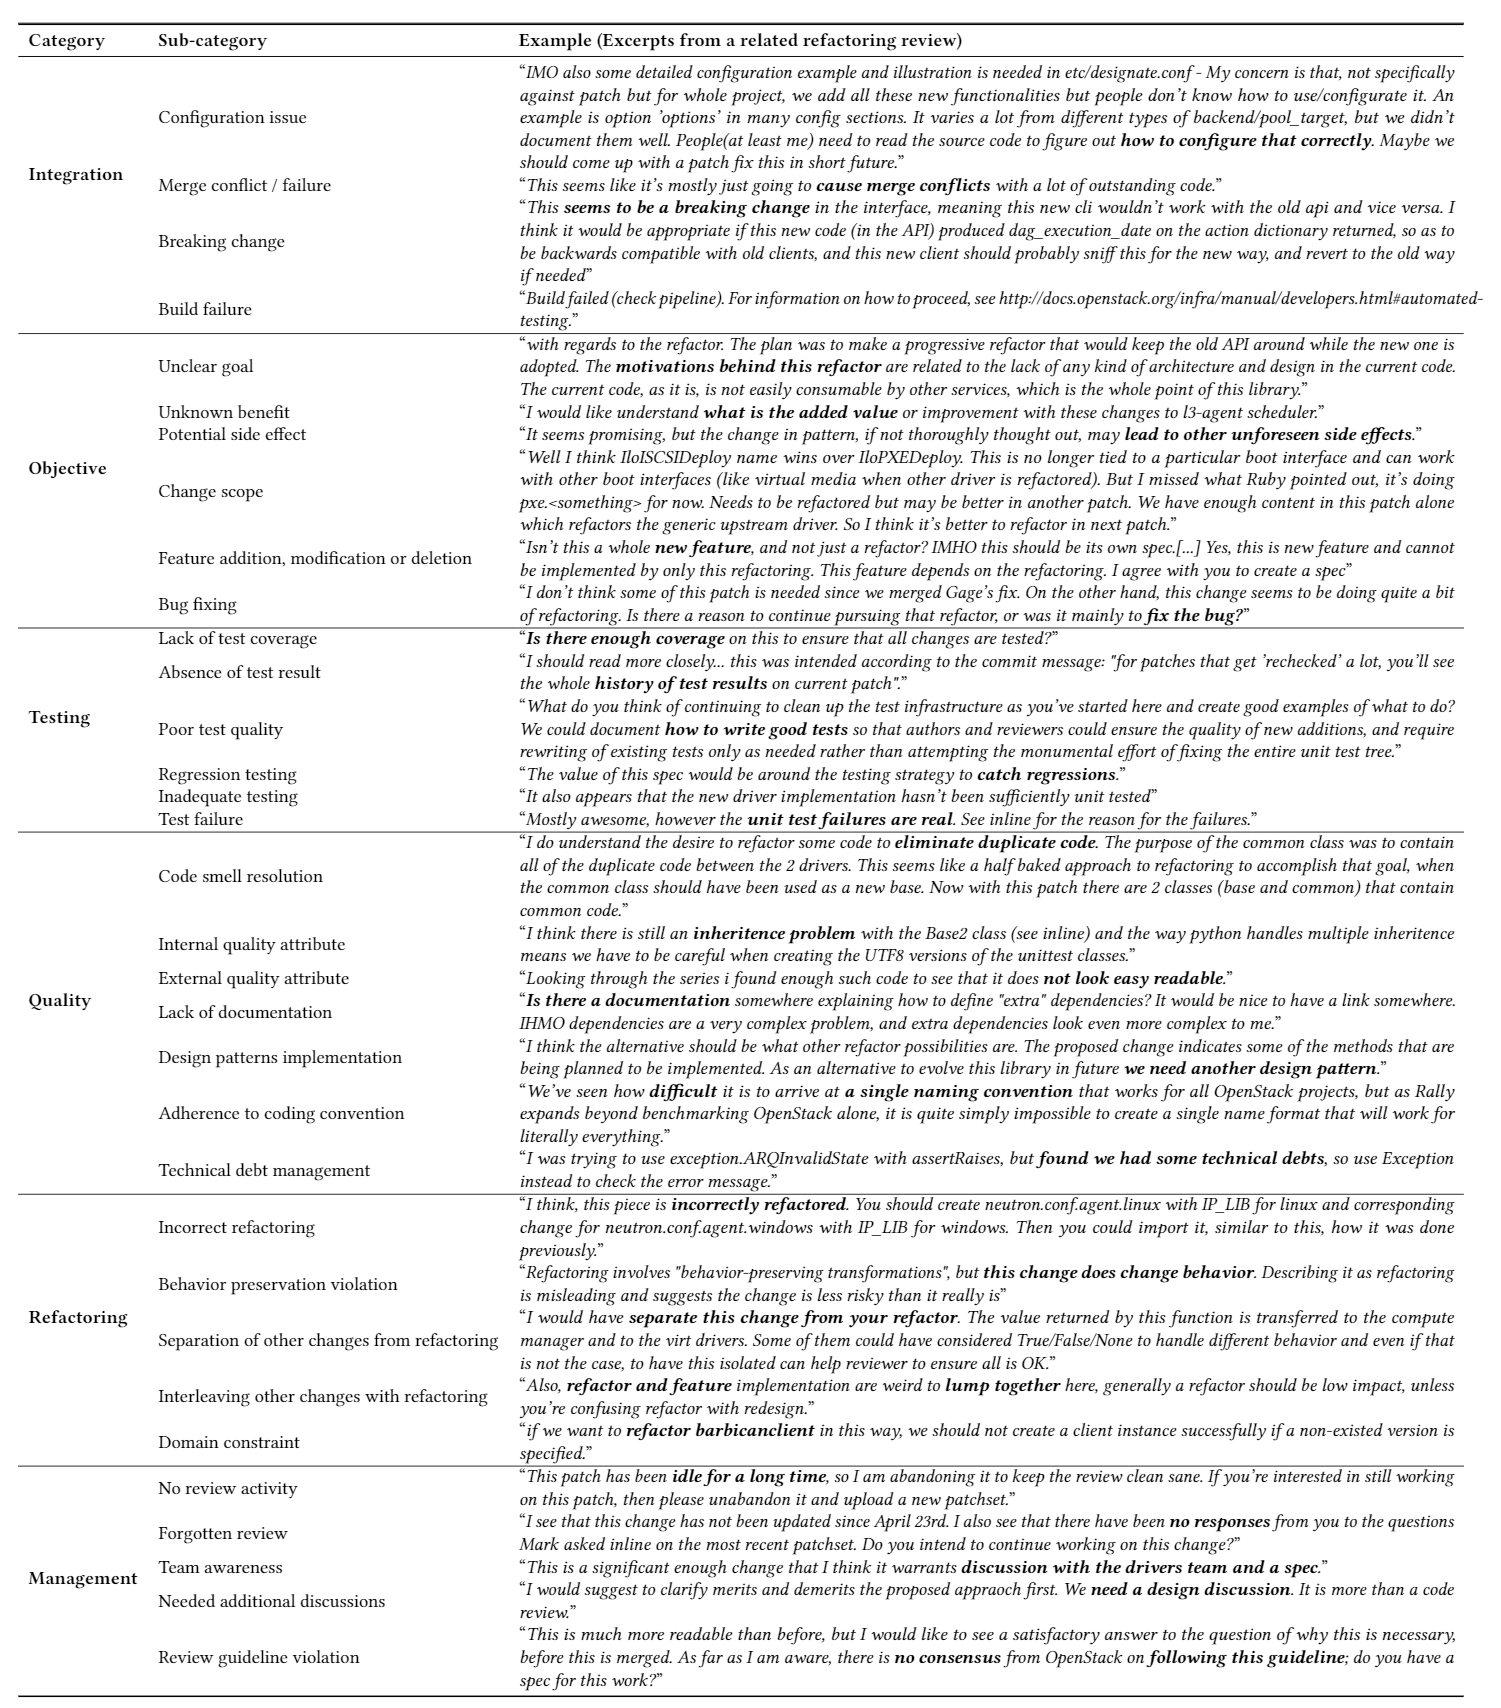 Category Sub-category Example (Excerpts from a related refactoring review)
Integration
Configuration issue
“IMO also some detailed configuration example and illustration is needed in etc/designate.conf - My concern is that, not specifically
against patch but for whole project, we add all these new functionalities but people don’t know how to use/configurate it. An
example is option ’options’ in many config sections. It varies a lot from different types of backend/pool_target, but we didn’t
document them well. People(at least me) need to read the source code to figure out how to configure that correctly. Maybe we
should come up with a patch fix this in short future.”
Merge conflict / failure
“This seems like it’s mostly just going to cause merge conflicts with a lot of outstanding code.”
Breaking change
“This seems to be a breaking change in the interface, meaning this new cli wouldn’t work with the old api and vice versa. I
think it would be appropriate if this new code (in the API) produced dag_execution_date on the action dictionary returned, so as to
be backwards compatible with old clients, and this new client should probably sniff this for the new way, and revert to the old way
if needed”
Build failure
“Build failed (check pipeline). For information on how to proceed, see http://docs.openstack.org/infra/manual/developers.html#automated-
testing.”
Objective
Unclear goal
“with regards to the refactor. The plan was to make a progressive refactor that would keep the old API around while the new one is
adopted. The motivations behind this refactor are related to the lack of any kind of architecture and design in the current code.
The current code, as it is, is not easily consumable by other services, which is the whole point of this library.”
Unknown benefit
“I would like understand what is the added value or improvement with these changes to l3-agent scheduler.”
Potential side effect
“It seems promising, but the change in pattern, if not thoroughly thought out, may lead to other unforeseen side effects.”
Change scope
“Well I think IloISCSIDeploy name wins over IloPXEDeploy. This is no longer tied to a particular boot interface and can work
with other boot interfaces (like virtual media when other driver is refactored). But I missed what Ruby pointed out, it’s doing
pxe.<something> for now. Needs to be refactored but may be better in another patch. We have enough content in this patch alone
which refactors the generic upstream driver. So I think it’s better to refactor in next patch.”
Feature addition, modification or deletion
“Isn’t this a whole new feature, and not just a refactor? IMHO this should be its own spec.[...] Yes, this is new feature and cannot
be implemented by only this refactoring. This feature depends on the refactoring. I agree with you to create a spec”
Bug fixing
“I don’t think some of this patch is needed since we merged Gage’s fix. On the other hand, this change seems to be doing quite a bit
of refactoring. Is there a reason to continue pursuing that refactor, or was it mainly to fix the bug?”
Testing
Lack of test coverage
“Is there enough coverage on this to ensure that all changes are tested?”
Absence of test result
“I should read more closely... this was intended according to the commit message: "for patches that get ’rechecked’ a lot, you’ll see
the whole history of test results on current patch".”
Poor test quality
“What do you think of continuing to clean up the test infrastructure as you’ve started here and create good examples of what to do?
We could document how to write good tests so that authors and reviewers could ensure the quality of new additions, and require
rewriting of existing tests only as needed rather than attempting the monumental effort of fixing the entire unit test tree.”
Regression testing
“The value of this spec would be around the testing strategy to catch regressions.”
Inadequate testing
“It also appears that the new driver implementation hasn’t been sufficiently unit tested”
Test failure
“Mostly awesome, however the unit test failures are real. See inline for the reason for the failures.”
Quality
Code smell resolution
“I do understand the desire to refactor some code to eliminate duplicate code. The purpose of the common class was to contain
all of the duplicate code between the 2 drivers. This seems like a half baked approach to refactoring to accomplish that goal, when
the common class should have been used as a new base. Now with this patch there are 2 classes (base and common) that contain
common code.”
Internal quality attribute
“I think there is still an inheritence problem with the Base2 class (see inline) and the way python handles multiple inheritence
means we have to be careful when creating the UTF8 versions of the unittest classes.”
External quality attribute
“Looking through the series i found enough such code to see that it does not look easy readable.”
Lack of documentation
“Is there a documentation somewhere explaining how to define "extra" dependencies? It would be nice to have a link somewhere.
IHMO dependencies are a very complex problem, and extra dependencies look even more complex to me.”
Design patterns implementation
“I think the alternative should be what other refactor possibilities are. The proposed change indicates some of the methods that are
being planned to be implemented. As an alternative to evolve this library in future we need another design pattern.”
Adherence to coding convention
“We’ve seen how difficult it is to arrive at a single naming convention that works for all OpenStack projects, but as Rally
expands beyond benchmarking OpenStack alone, it is quite simply impossible to create a single name format that will work for
literally everything.”
Technical debt management
“I was trying to use exception.ARQInvalidState with assertRaises, but found we had some technical debts, so use Exception
instead to check the error message.”
Refactoring
Incorrect refactoring
“I think, this piece is incorrectly refactored. You should create neutron.conf.agent.linux with IP_LIB for linux and corresponding
change for neutron.conf.agent.windows with IP_LIB for windows. Then you could import it, similar to this, how it was done
previously.”
Behavior preservation violation
“Refactoring involves "behavior-preserving transformations", but this change does change behavior. Describing it as refactoring
is misleading and suggests the change is less risky than it really is”
Separation of other changes from refactoring
“I would have separate this change from your refactor. The value returned by this function is transferred to the compute
manager and to the virt drivers. Some of them could have considered True/False/None to handle different behavior and even if that
is not the case, to have this isolated can help reviewer to ensure all is OK.”
Interleaving other changes with refactoring
“Also, refactor and feature implementation are weird to lump together here, generally a refactor should be low impact, unless
you’re confusing refactor with redesign.”
Domain constraint
“if we want to refactor barbicanclient in this way, we should not create a client instance successfully if a non-existed version is
specified.”
Management
No review activity
“This patch has been idle for a long time, so I am abandoning it to keep the review clean sane. If you’re interested in still working
on this patch, then please unabandon it and upload a new patchset.”
Forgotten review
“I see that this change has not been updated since April 23rd. I also see that there have been no responses from you to the questions
Mark asked inline on the most recent patchset. Do you intend to continue working on this change?”
Team awareness
“This is a significant enough change that I think it warrants discussion with the drivers team and a spec.”
Needed additional discussions
“I would suggest to clarify merits and demerits the proposed appraoch first. We need a design discussion. It is more than a code
review.”
Review guideline violation
“This is much more readable than before, but I would like to see a satisfactory answer to the question of why this is necessary,
before this is merged. As far as I am aware, there is no consensus from OpenStack on following this guideline; do you have a
spec for this work?”